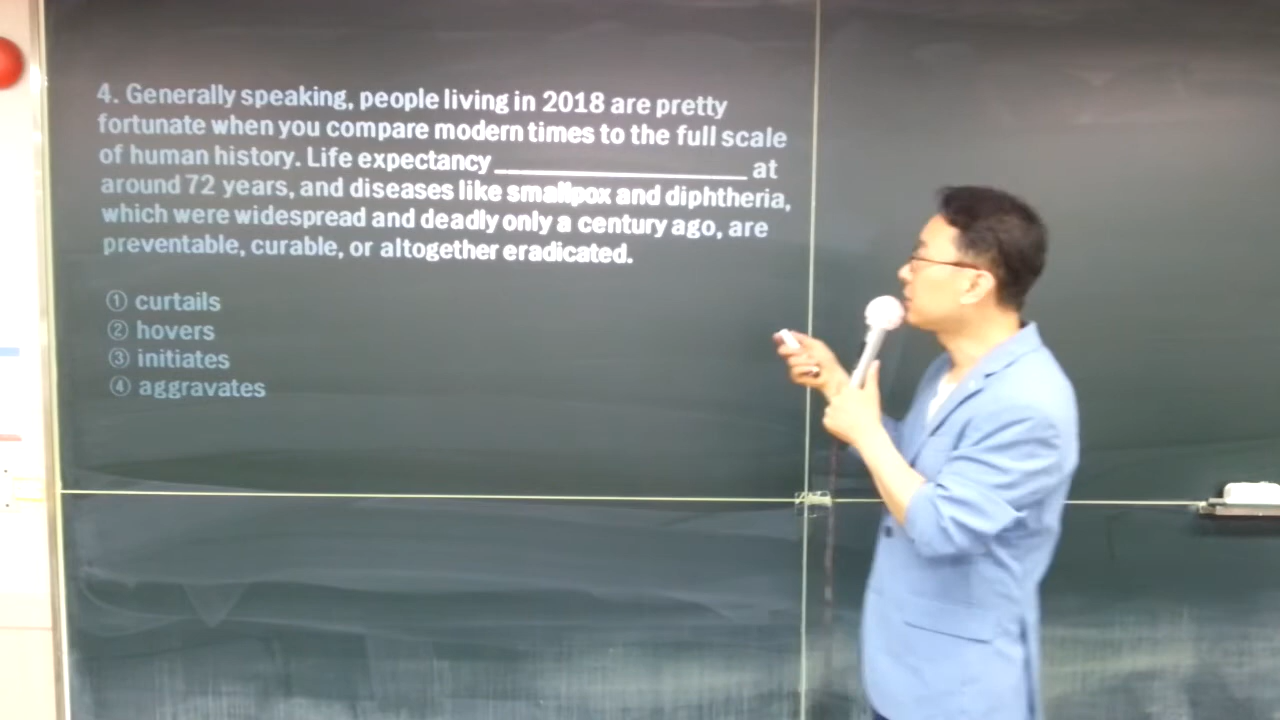 4. Generally speaking, people living in 2018 are pretty
fortunate when you compare modern times to the full scale
of human history. Life expectancy ________________ at
around 72 years, and diseases like smallpox and diphtheria,
which were widespread and deadly only a century ago, are
preventable, curable, or altogether eradicated.
① curtails
② hovers
③ initiates
④ aggravates